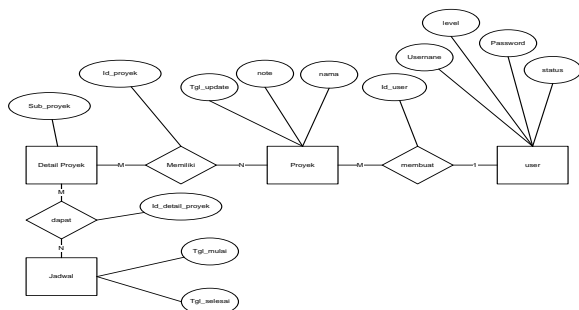 level
Username
Password
status
Id_proyek
note
nama
Tgl_update
Id_user
Sub_proyek
Detail Proyek
M
Memiliki
N
Proyek
M
membuat
1
user
M
dapat
Id_detail_proyek
N
Jadwal
Tgl_mulai
Tgl_selesai